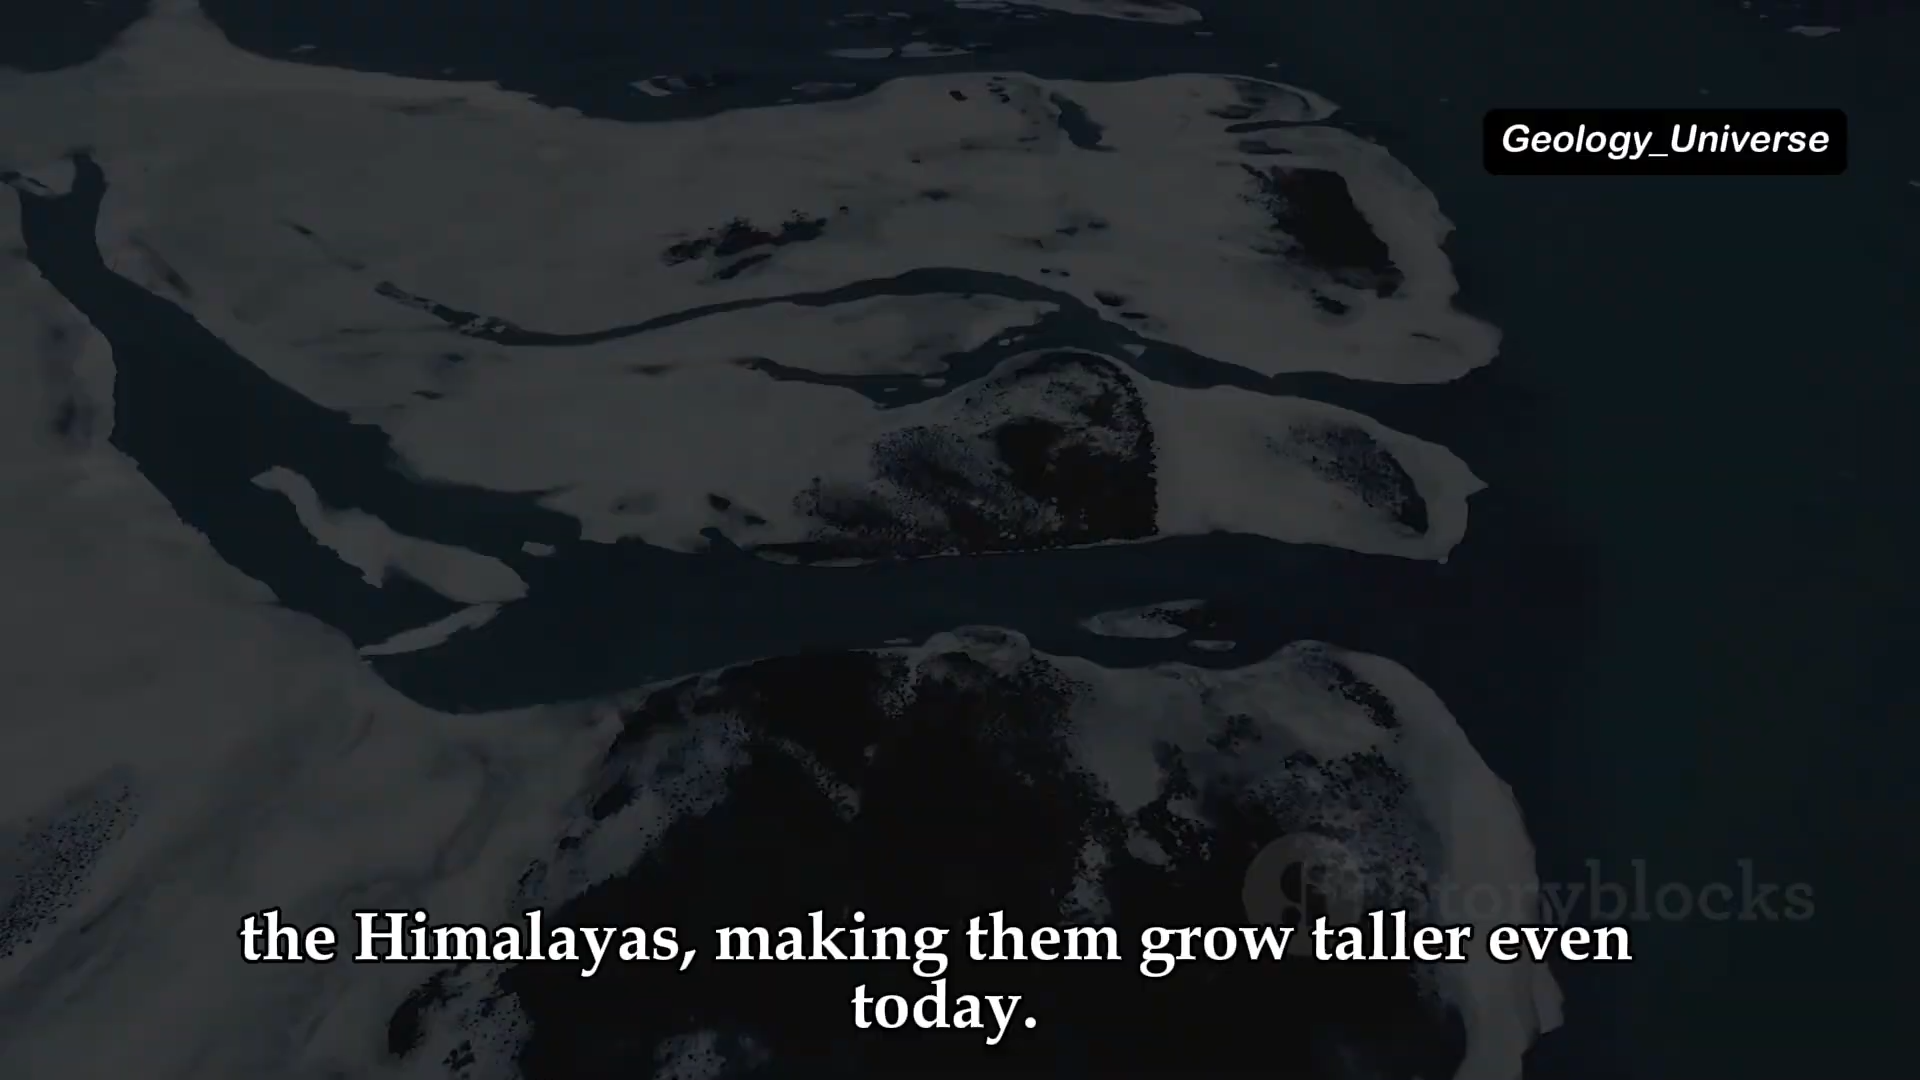 Geology_Universe
Storyblocks
the Himalayas, making them grow taller even
today.